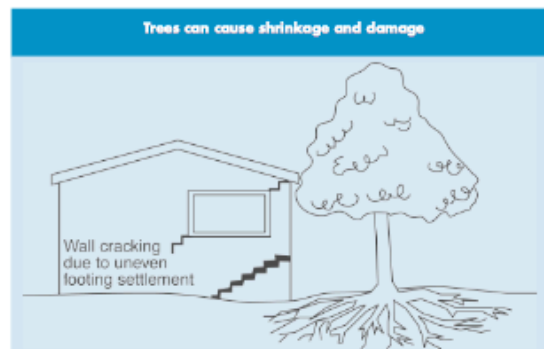 Trees can cause shrinkage and damage
Wall cracking
due to uneven
footing settlement